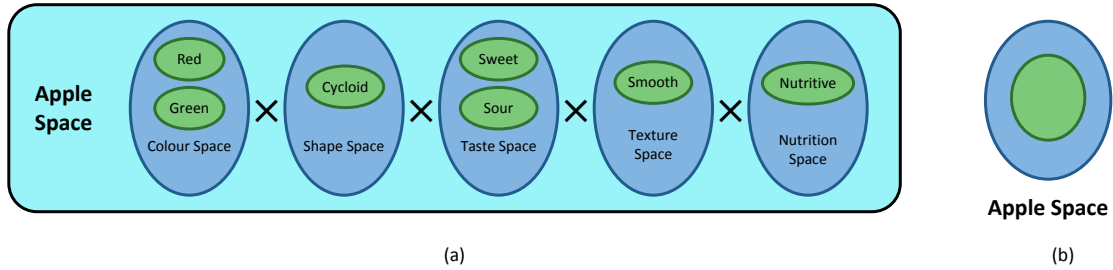 Apple
Space
Red
Green
Colour Space
×
Cycloid
Shape Space
×
Sweet
Sour
Taste Space
×
Smooth
Texture
Space
×
Nutritive
Nutrition
Space
Apple Space
(a)
(b)